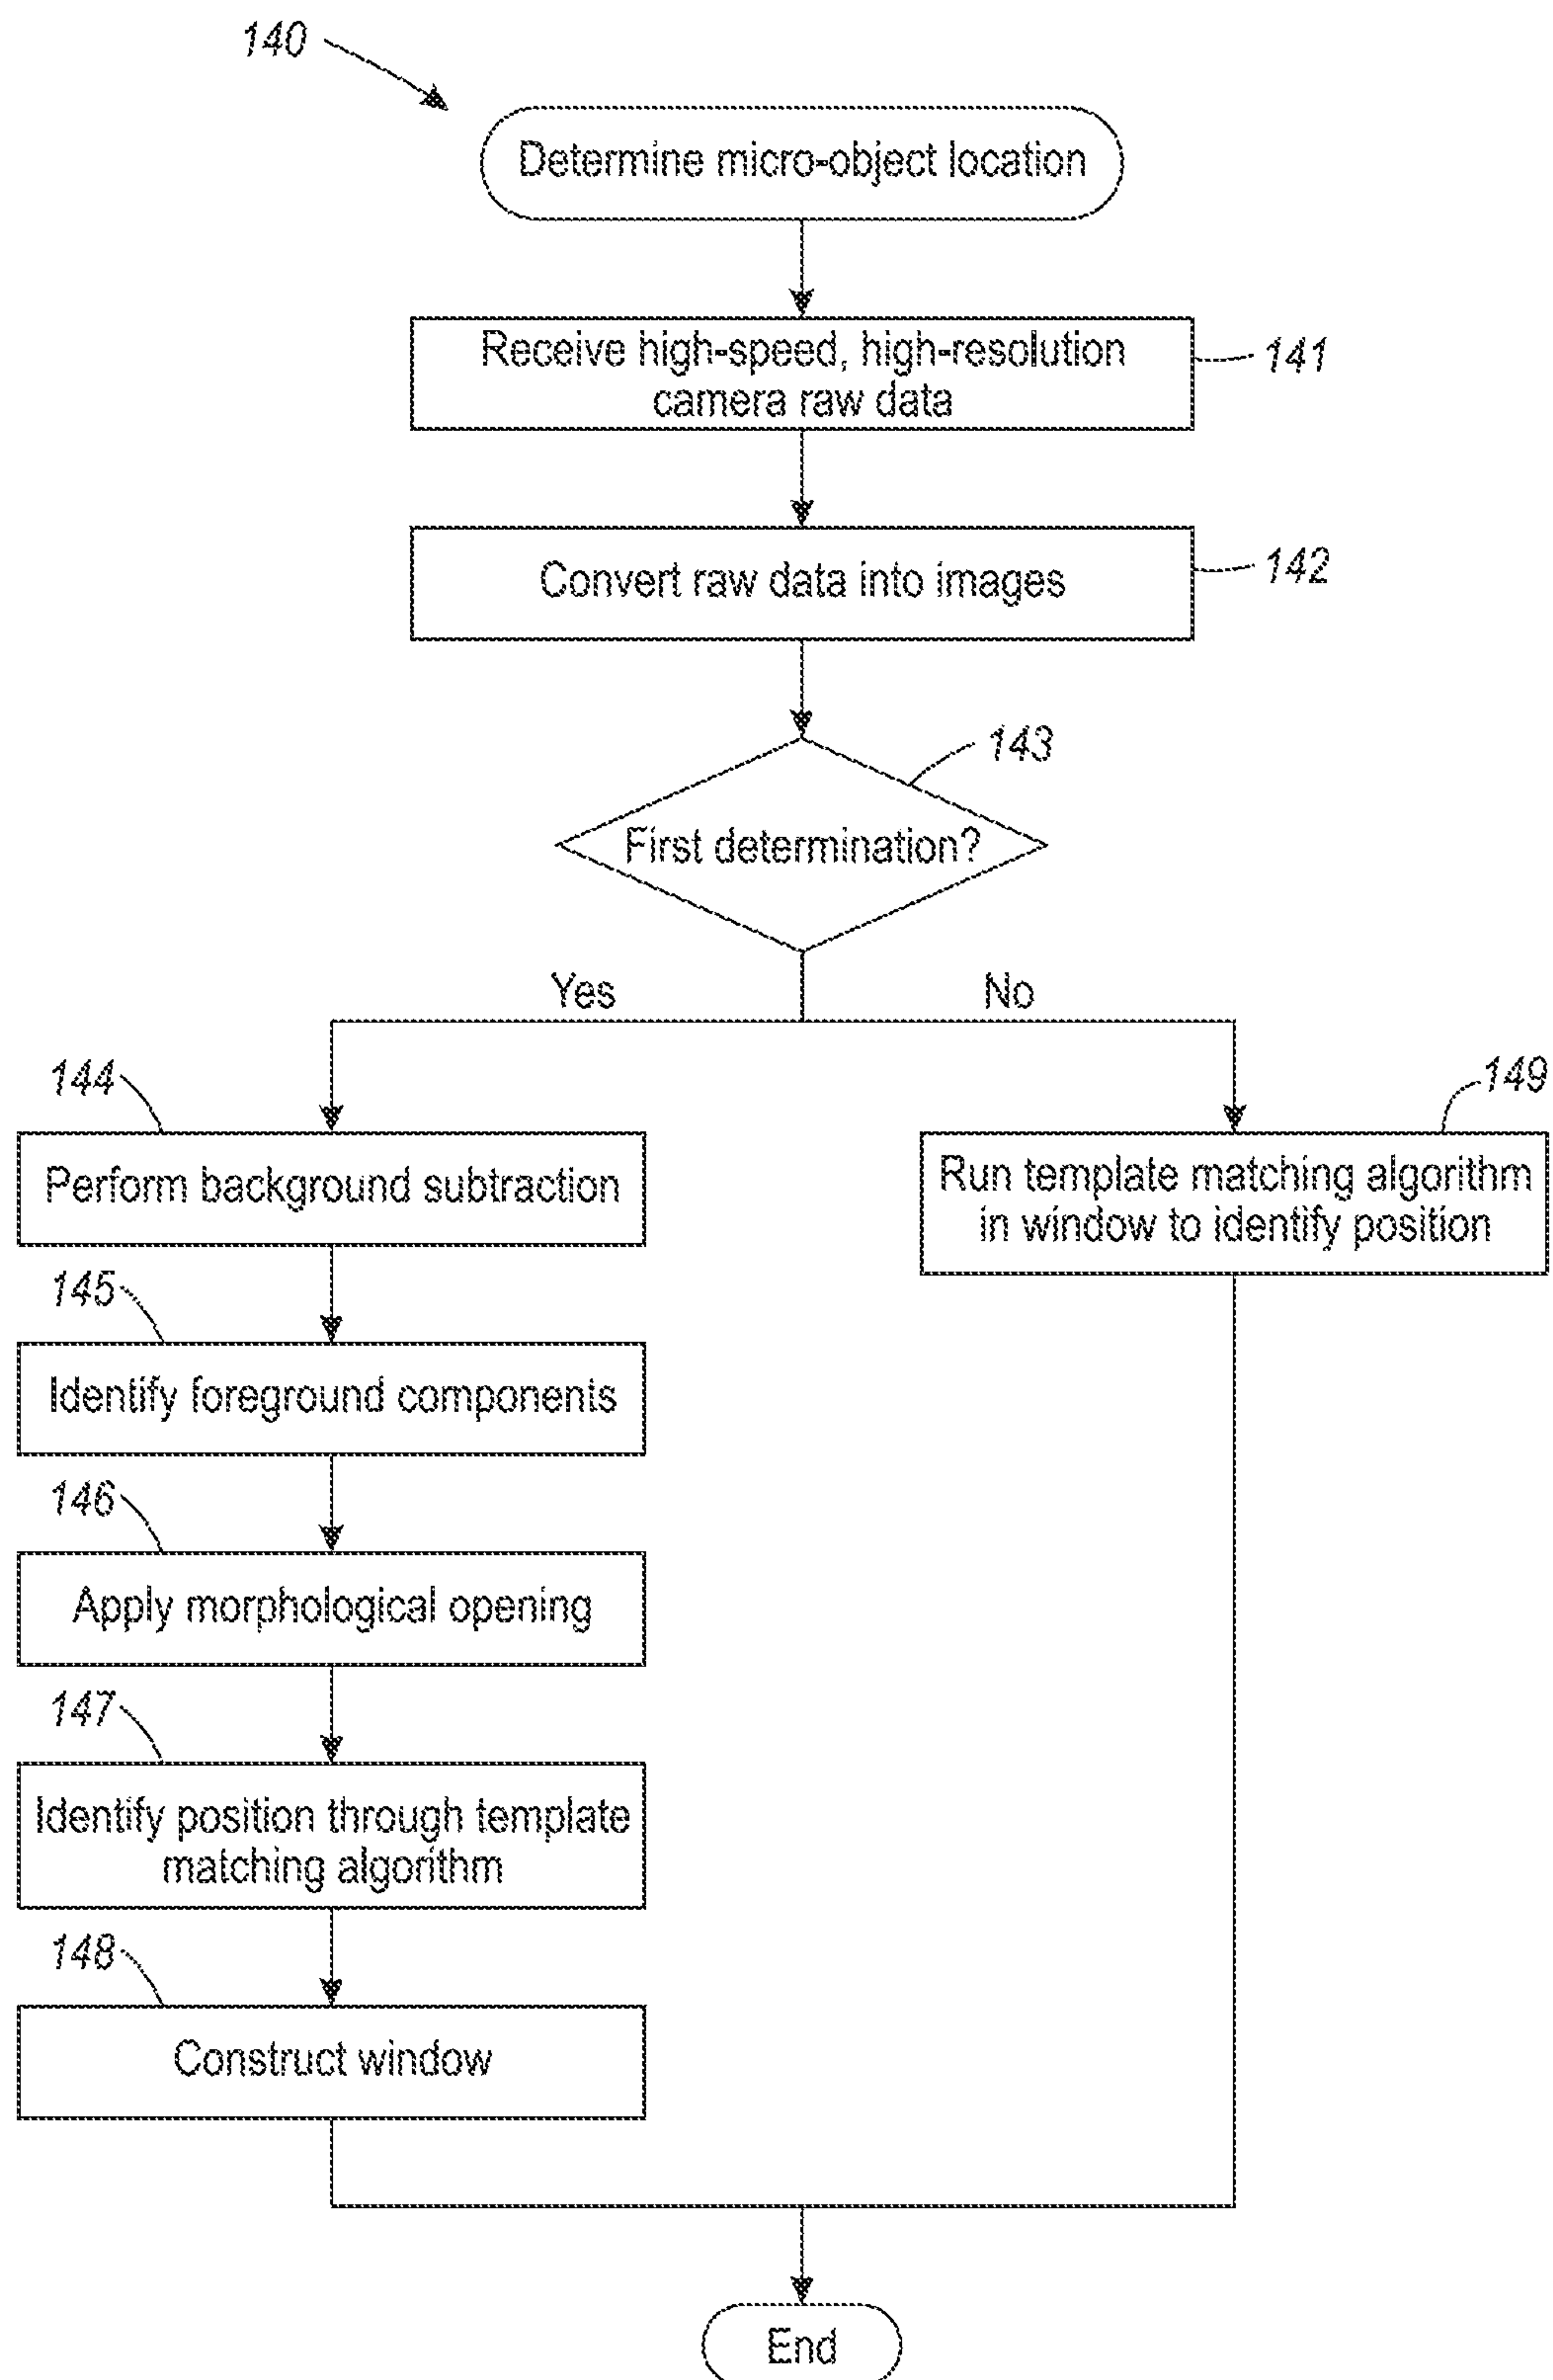 140
Determine micro-object location
Receive high-speed, high-resolution
camera raw data
141
Convert raw data into images
142
143
First determination?
Yes
No
144
Perform background subtraction
149
Run template matching algorithm
in window to identify position
145
Identify foreground components
146
Apply morphological opening
147
Identify position through template
matching algorithm
148
Construct window
End